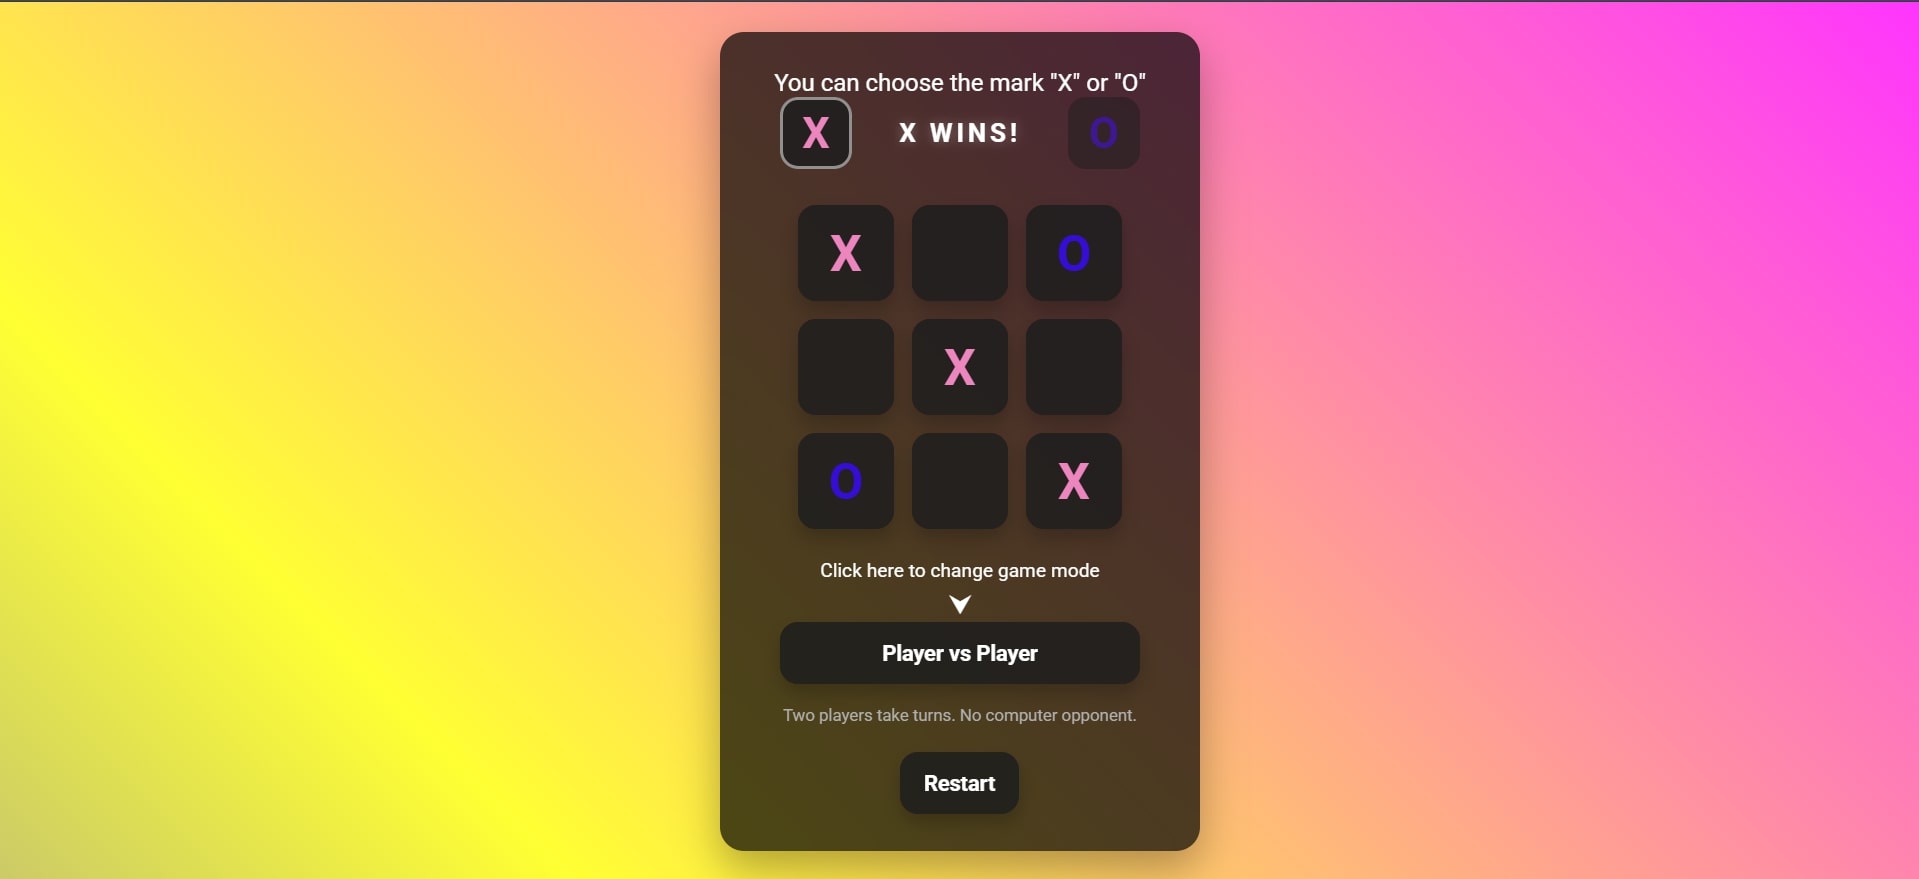 You can choose the mark "X" or "O"
X X WINS! O
X O
X
O X
Click here to change game mode
Player vs Player
Two players take turns. No computer opponent.
Restart